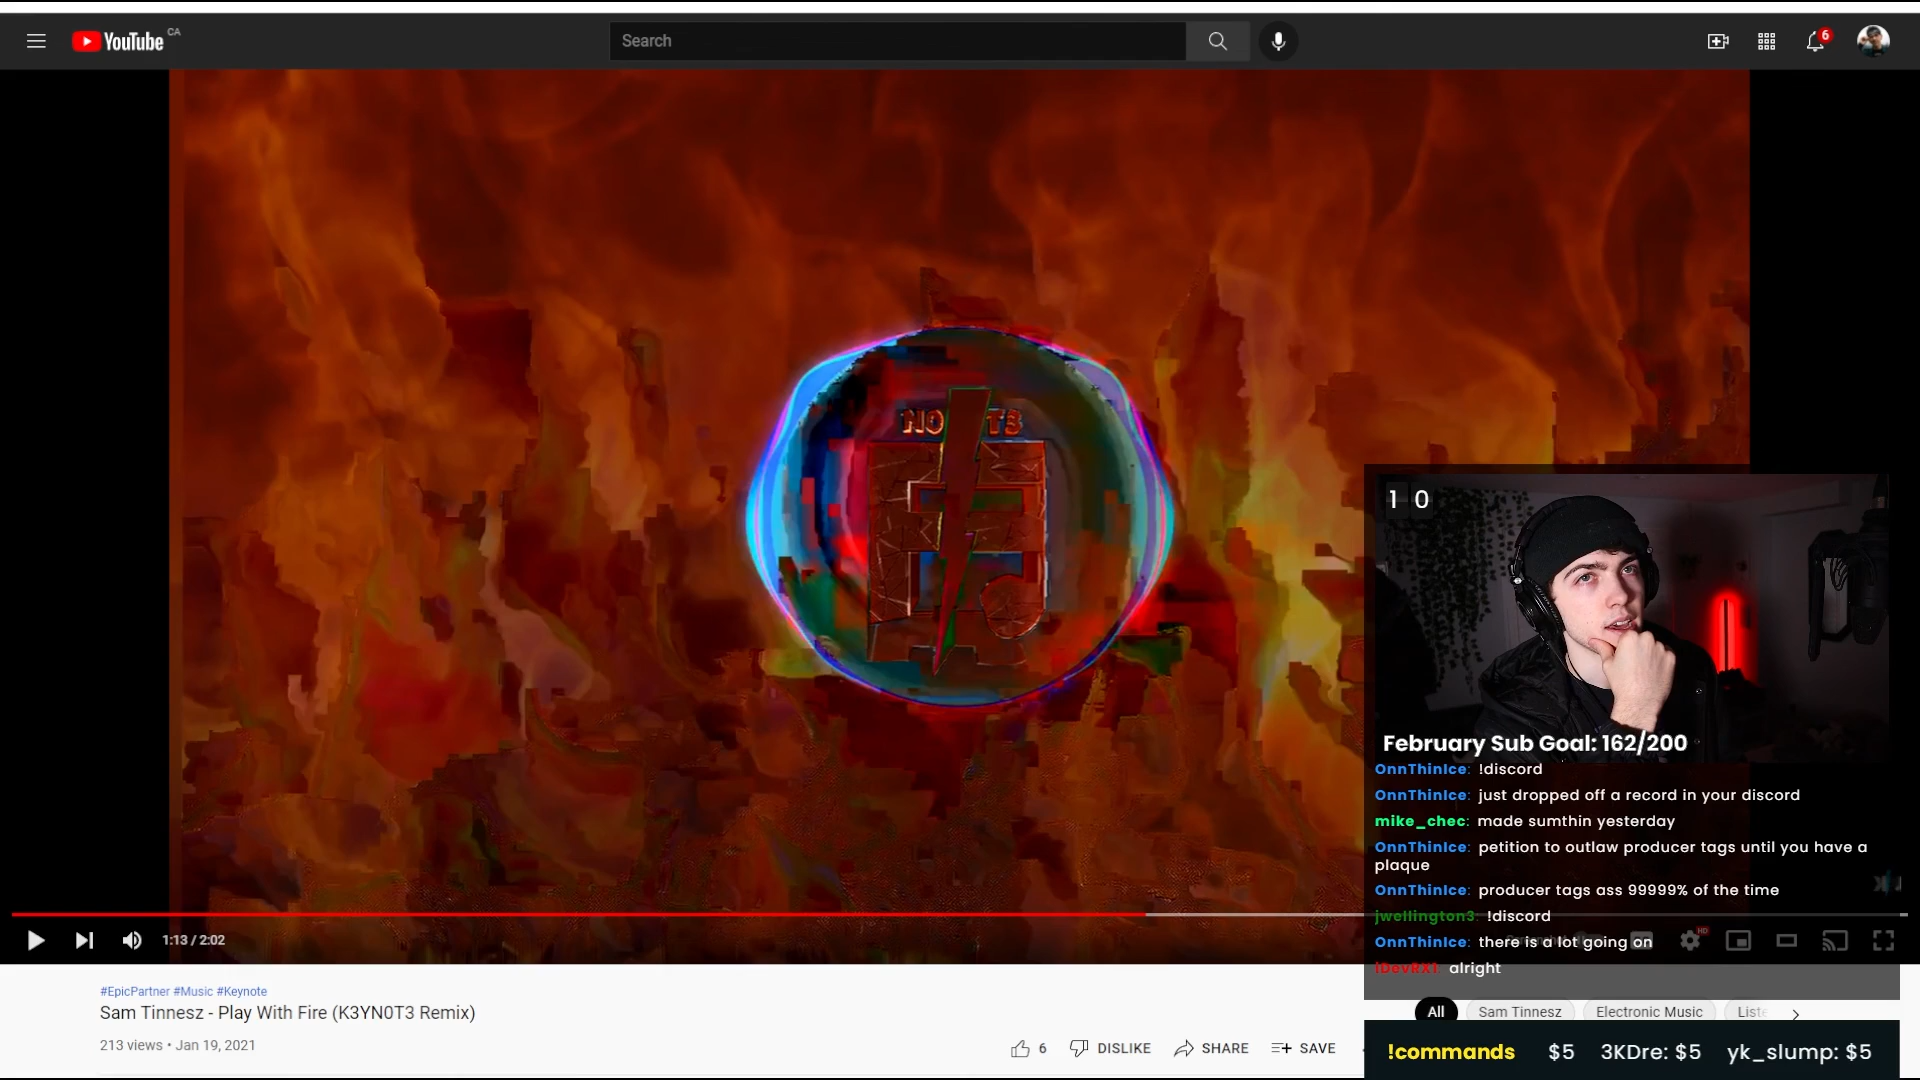 YouTube CA
Search
6
NO T3
1 0
February Sub Goal: 162/200
OnnThinIce: !discord
OnnThinIce: just dropped off a record in your discord
mike_chec: made sumthin yesterday
OnnThinIce: petition to outlaw producer tags until you have a
plaque
OnnThinIce: producer tags ass 99999% of the time
jwellington3: !discord
OnnThinIce: there is a lot going on
alright
1:13 / 2:02
HD
#EpicPartner #Music #Keynote
Sam Tinnesz - Play With Fire (K3YN0T3 Remix)
213 views • Jan 19, 2021
6 DISLIKE SHARE SAVE
All Sam Tinnesz Electronic Music Liste
!commands $5 3KDre: $5 yk_slump: $5